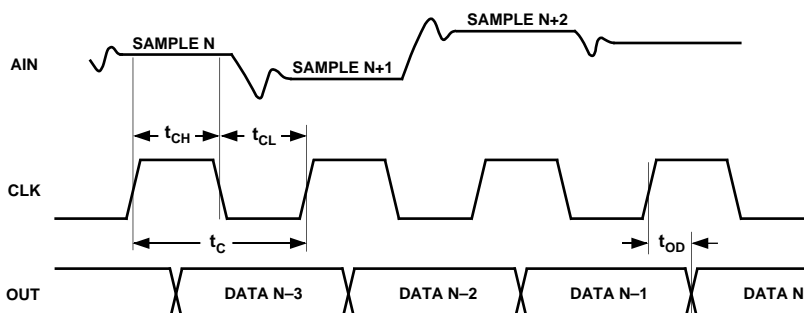 SAMPLE N+2
SAMPLE N
AIN
SAMPLE N+1
tCH
tCL
CLK
tC
tOD
OUT
DATA N–3
DATA N–2
DATA N–1
DATA N